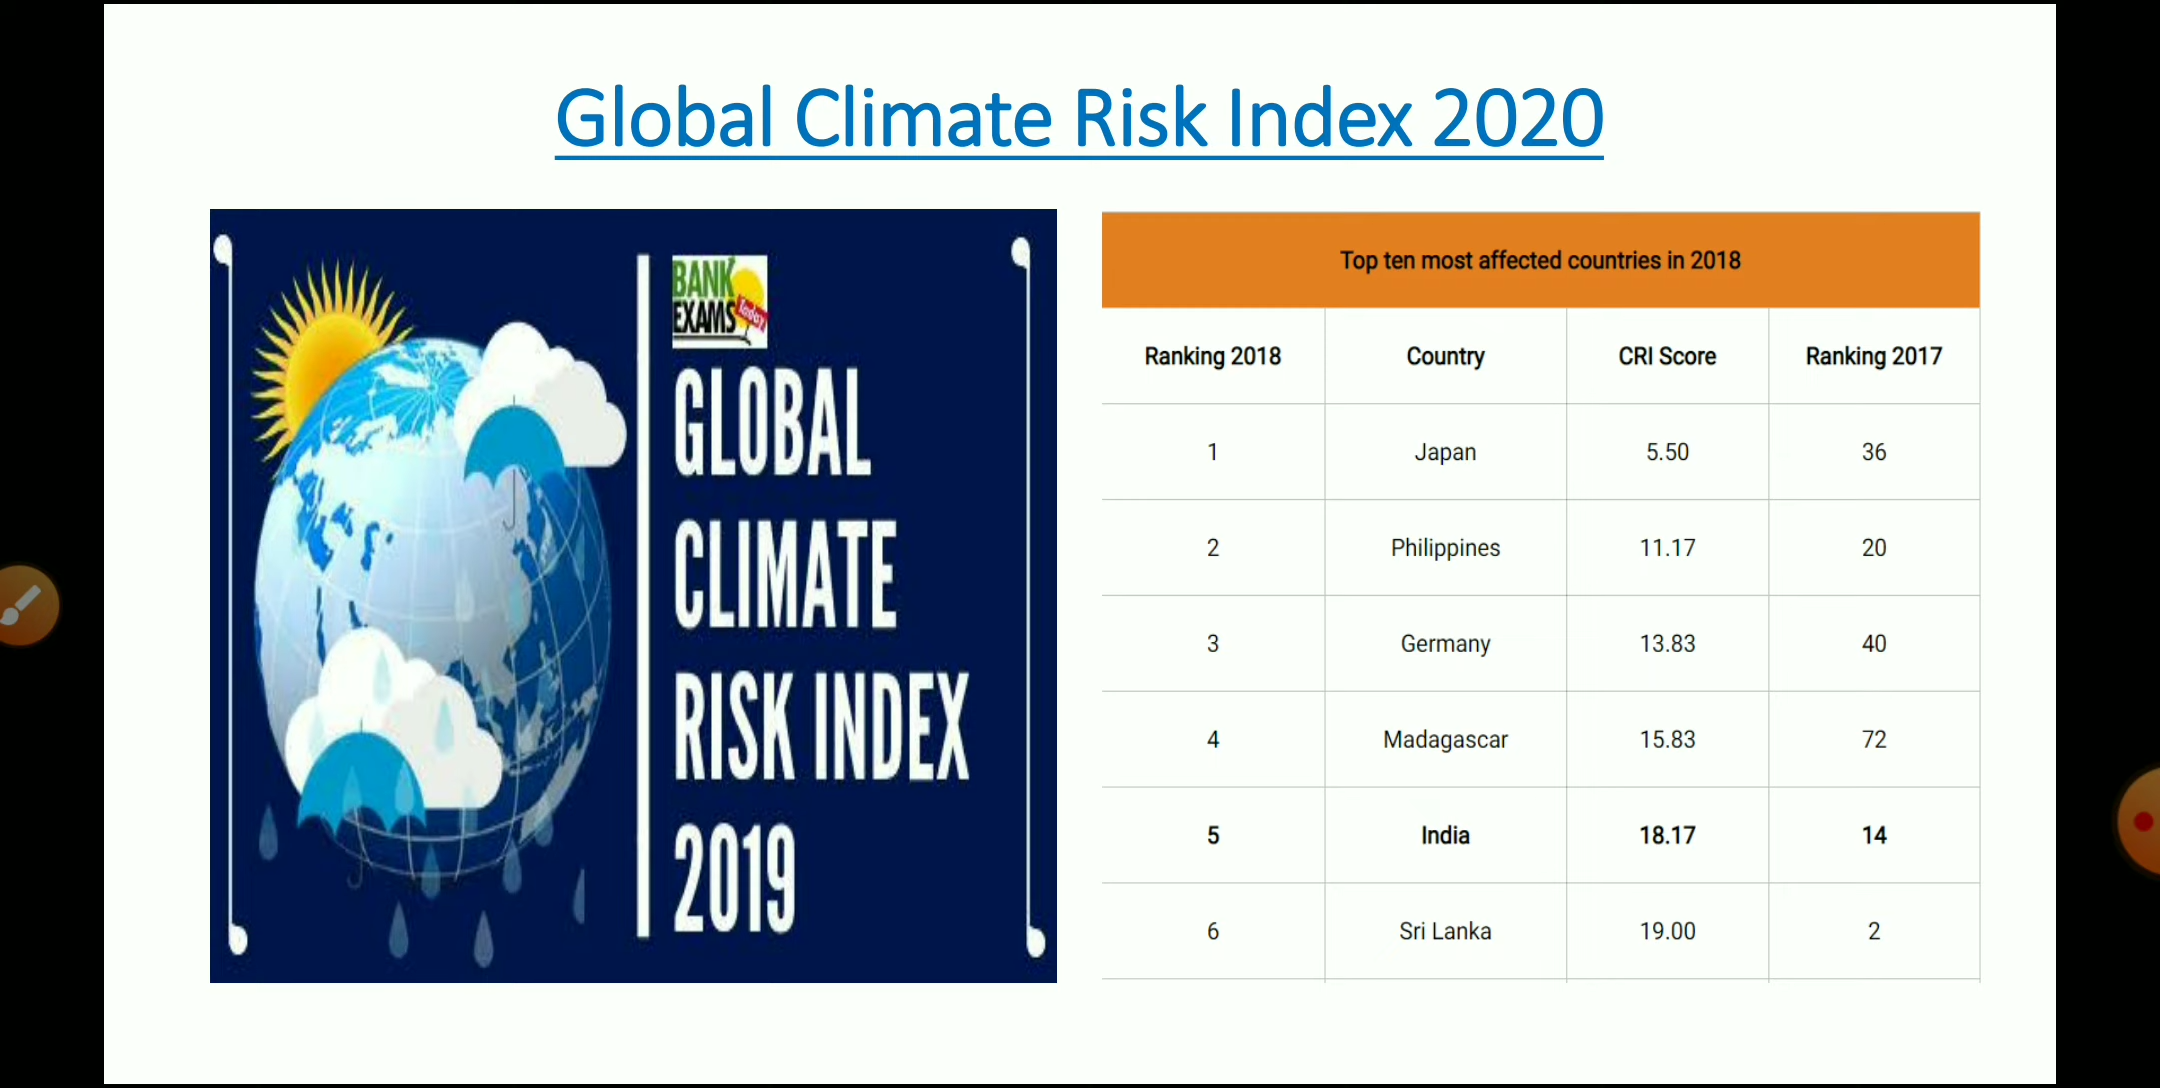 Global Climate Risk Index 2020
BANK
EXAMS
Today
GLOBAL
CLIMATE
RISK INDEX
2019
Top ten most affected countries in 2018
Ranking 2018 Country CRI Score Ranking 2017
1 Japan 5.50 36
2 Philippines 11.17 20
3 Germany 13.83 40
4 Madagascar 15.83 72
5 India 18.17 14
6 Sri Lanka 19.00 2